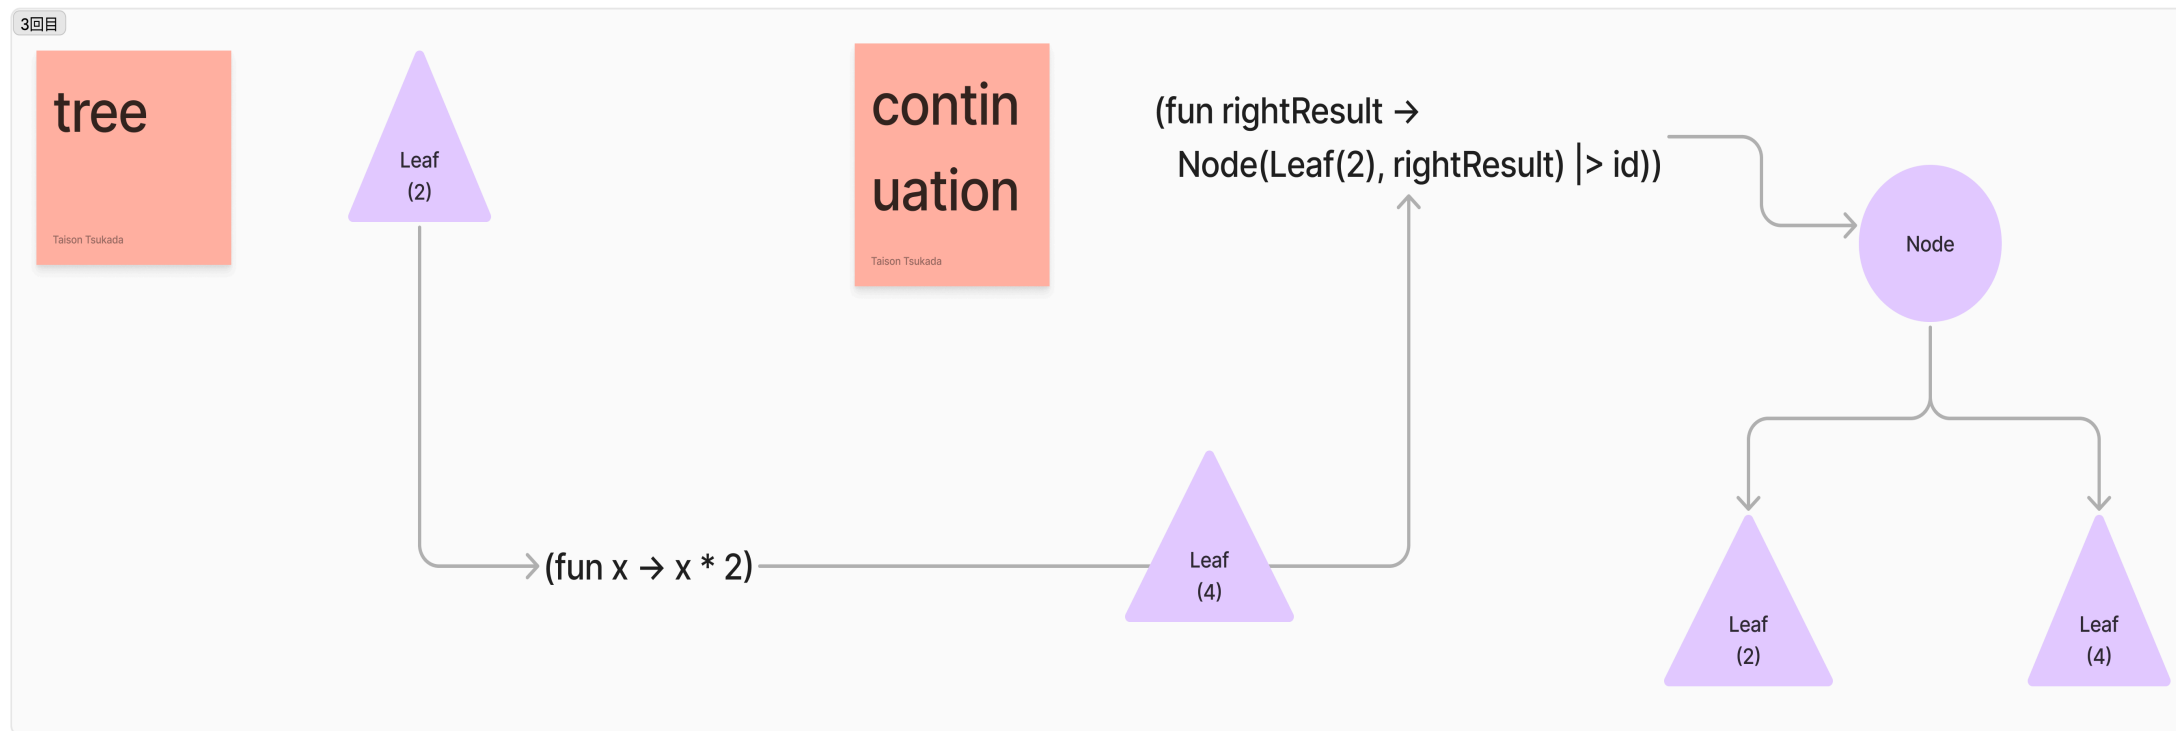 3回目
tree
Taison Tsukada
Leaf
(2)
contin
uation
Taison Tsukada
(fun rightResult →
Node(Leaf(2), rightResult) |> id))
Node
(fun x → x * 2)
Leaf
(4)
Leaf
(2)
Leaf
(4)